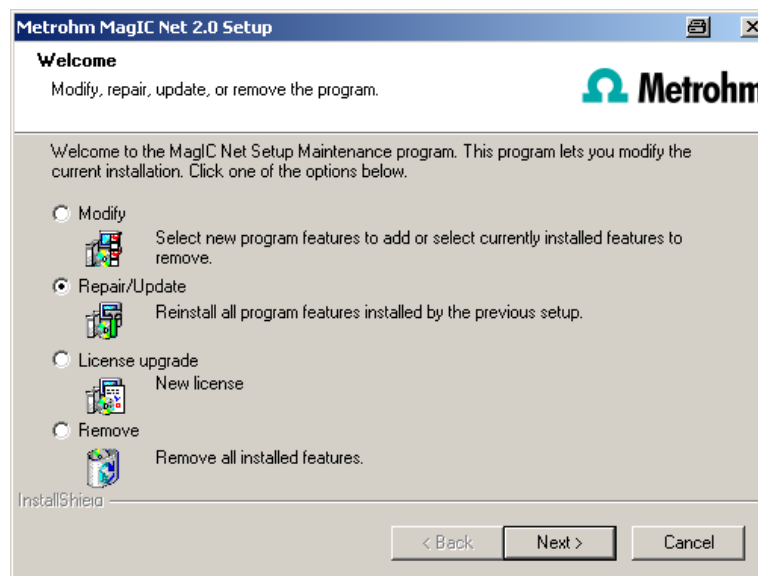 Metrohm MagIC Net 2.0 Setup
Welcome
Modify, repair, update, or remove the program.
Metrohm
Welcome to the MagIC Net Setup Maintenance program. This program lets you modify the
current installation. Click one of the options below.
Modify
Select new program features to add or select currently installed features to
remove.
Repair/Update
Reinstall all program features installed by the previous setup.
License upgrade
New license
Remove
Remove all installed features.
InstallShield
< Back
Next >
Cancel